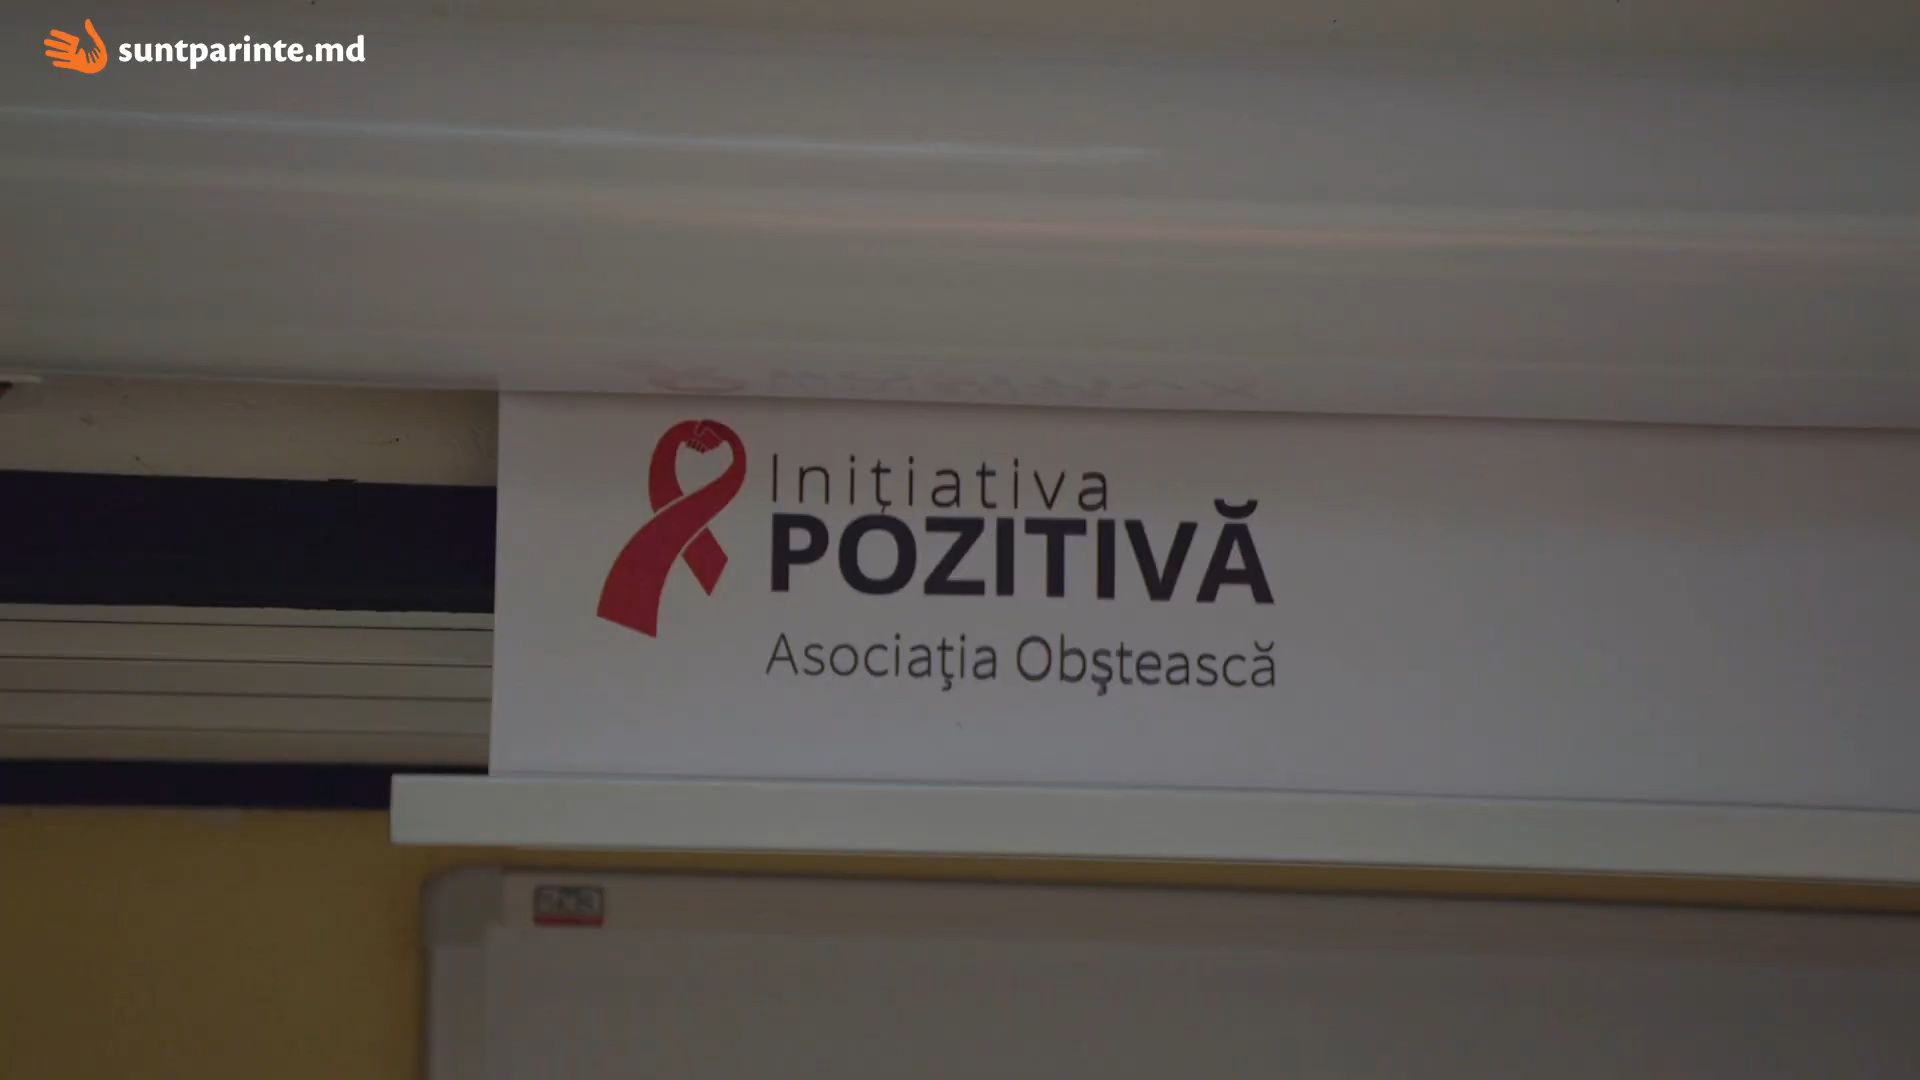 suntparinte.md
Inițiativa
POZITIVĂ
Asociaţia Obştească